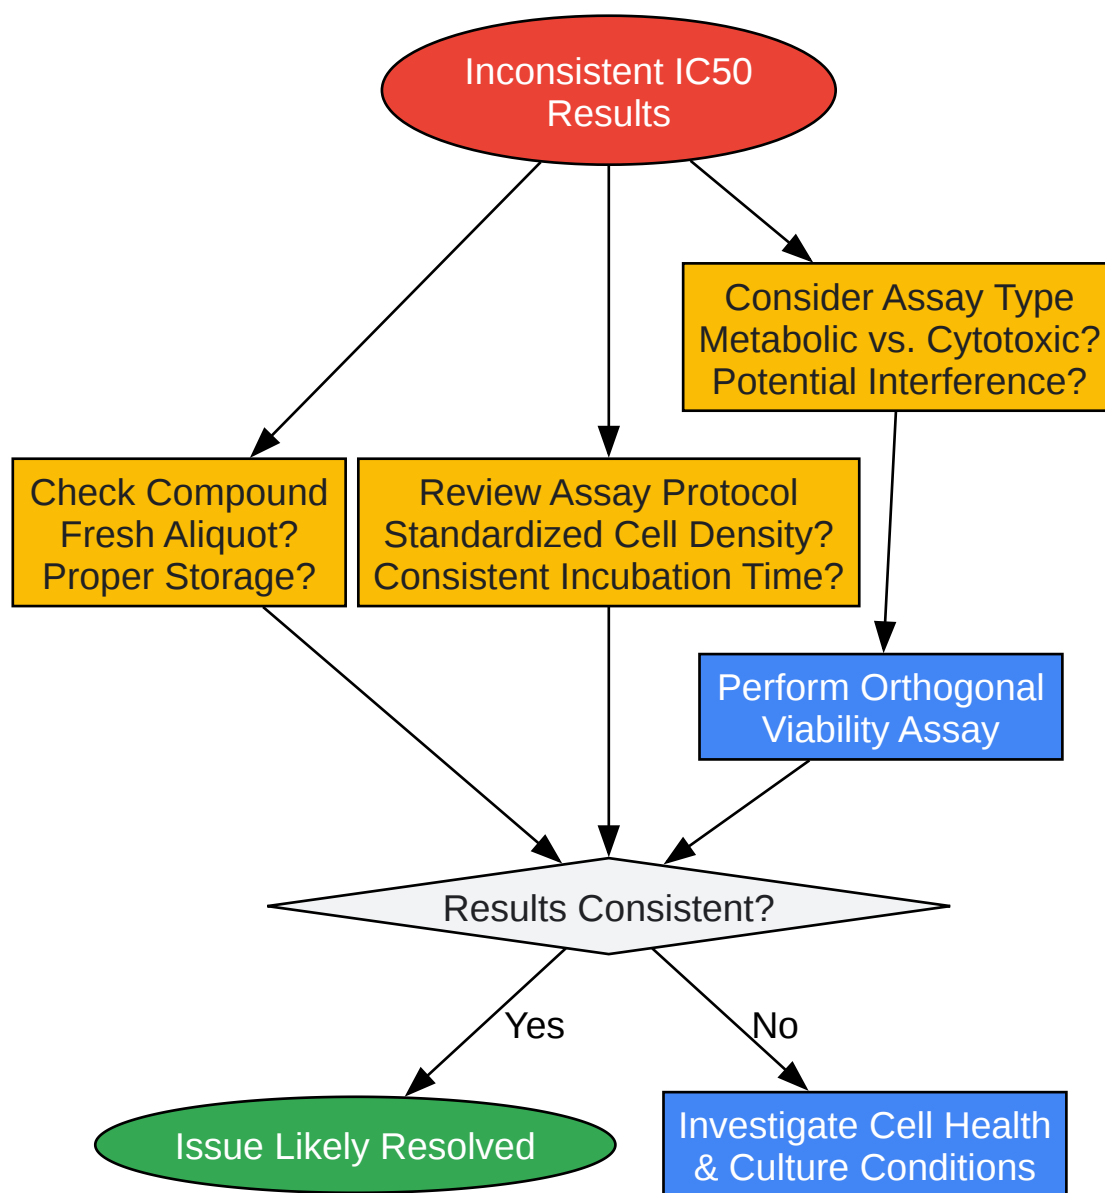 Inconsistent IC50
Results
Consider Assay Type
Metabolic vs. Cytotoxic?
Potential Interference?
Check Compound
Fresh Aliquot?
Proper Storage?
Review Assay Protocol
Standardized Cell Density?
Consistent Incubation Time?
Perform Orthogonal
Viability Assay
Results Consistent?
Yes
No
Issue Likely Resolved
Investigate Cell Health
& Culture Conditions